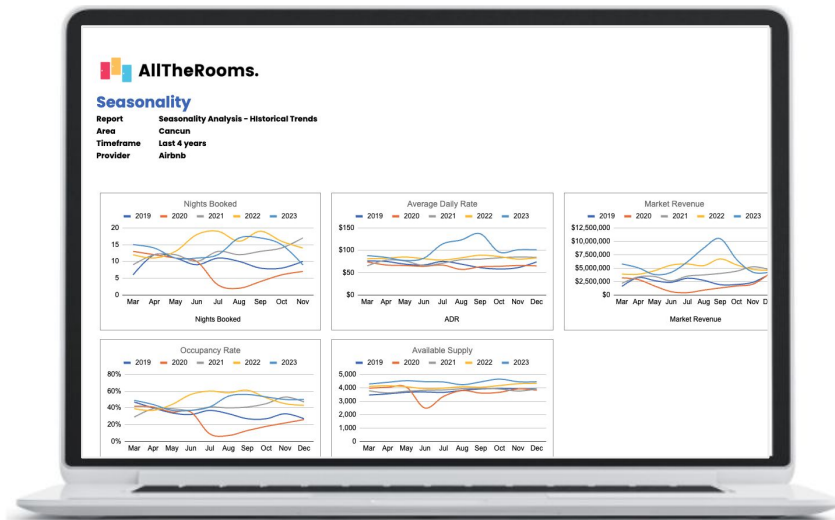 AllTheRooms.
Seasonality
Report Seasonality Analysis - HIstorical Trends
Area Cancun
Timeframe Last 4 years
Provider Airbnb
Nights Booked
2019 2020 2021 2022 2023
20
15
10
5
0
Mar Apr May Jun Jul Aug Sep Oct Nov
Nights Booked
Average Daily Rate
2019 2020 2021 2022 2023
$150
$100
$50
$0
Mar Apr May Jun Jul Aug Sep Oct Nov Dec
ADR
Market Revenue
2019 2020 2021 2022 2023
$12,500,000
$10,000,000
$7,500,000
$5,000,000
$2,500,000
$0
Mar Apr May Jun Jul Aug Sep Oct Nov D
Market Revenue
Occupancy Rate
2019 2020 2021 2022 2023
80%
60%
40%
20%
0%
Mar Apr May Jun Jul Aug Sep Oct Nov Dec
Available Supply
2019 2020 2021 2022 2023
5,000
4,000
3,000
2,000
1,000
0
Mar Apr May Jun Jul Aug Sep Oct Nov Dec